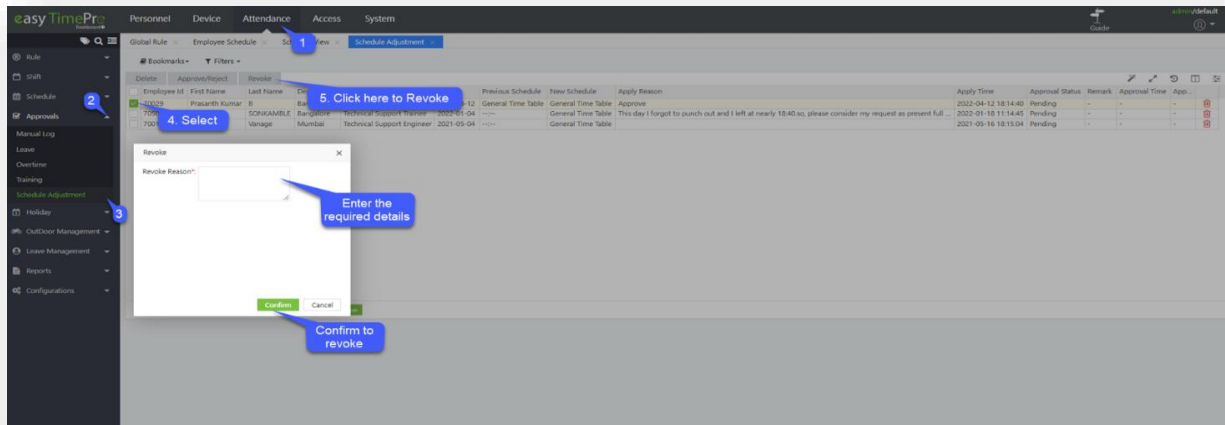 easy TimePro
Personnel Device Attendance Access System
Guide
admin/default
1
Global Rule × Employee Schedule × View × Schedule Adjustment ×
Rule
Bookmarks Filters
Shift
Delete Approve/Reject Revoke
Schedule
2
Employee Id First Name Last Name Previous Schedule New Schedule Apply Reason Apply Time Approval Status Remark Approval Time App...
5. Click here to Revoke
Approvals
Prasanth Kumar B General Time Table General Time Table Approve 2022-04-12 18:14:40 Pending - -
4. Select
SONKAMBLE Bangalore Technical Support Trainee 2022-01-04 --:-- General Time Table This day I forgot to punch out and I left at nearly 18:40.so, please consider my request as present full ... 2022-01-18 11:14:45 Pending - -
Manual Log
Vanage Mumbai Technical Support Engineer 2021-05-04 --:-- General Time Table 2021-05-16 18:15:04 Pending - -
Leave
Overtime
Training
Schedule Adjustment
3
Holiday
OutDoor Management
Leave Management
Reports
Configurations
Revoke ×
Revoke Reason*:
Enter the
required details
Confirm Cancel
Confirm to
revoke